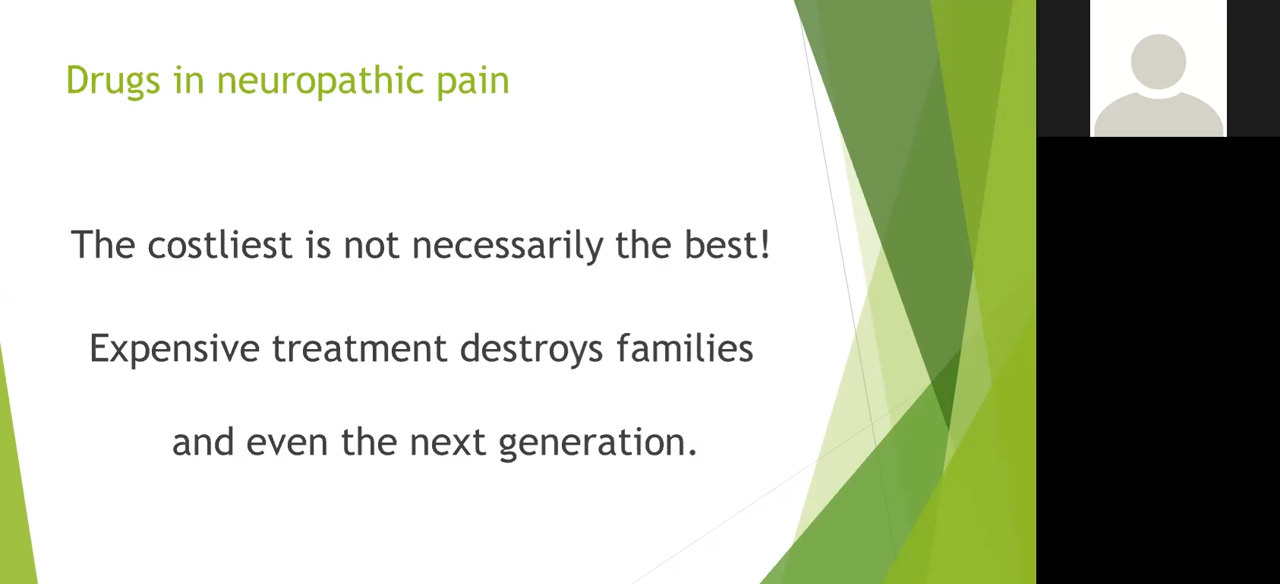 Drugs in neuropathic pain
The costliest is not necessarily the best!
Expensive treatment destroys families
and even the next generation.